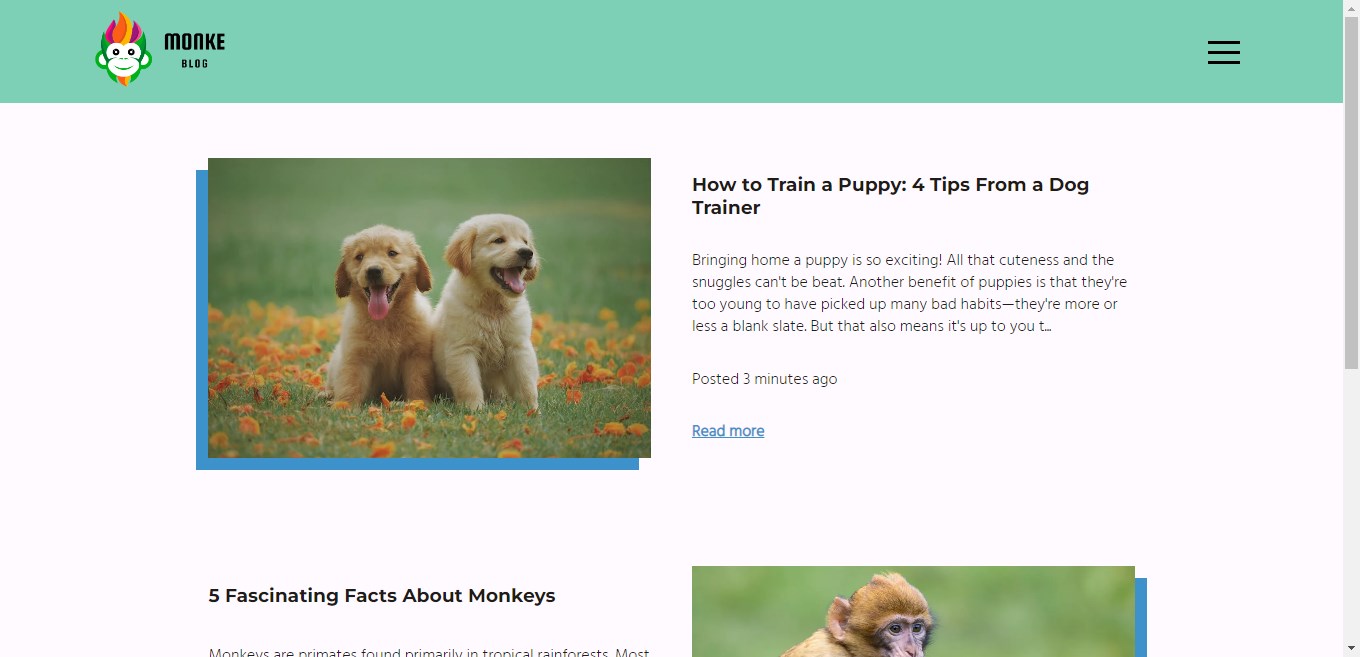 MONKE
BLOG
How to Train a Puppy: 4 Tips From a Dog
Trainer
Bringing home a puppy is so exciting! All that cuteness and the
snuggles can't be beat. Another benefit of puppies is that they're
too young to have picked up many bad habits—they're more or
less a blank slate. But that also means it's up to you t...
Posted 3 minutes ago
Read more
5 Fascinating Facts About Monkeys
Monkeys are primates found primarily in tropical rainforests. Most